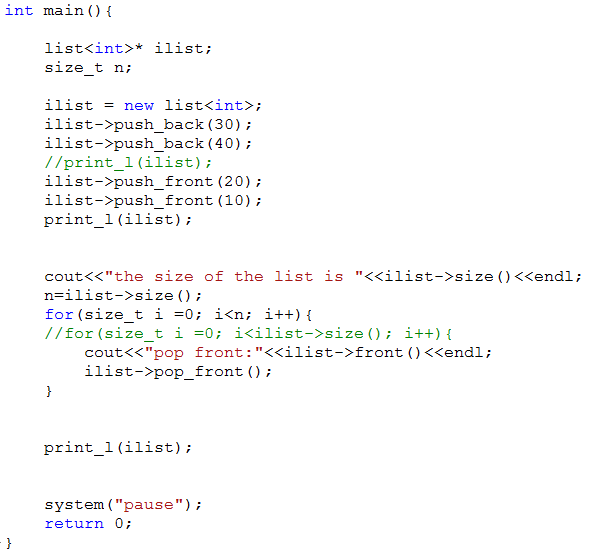 int main(){
list<int>* ilist;
size_t n;
ilist = new list<int>;
ilist->push_back(30);
ilist->push_back(40);
//print_l(ilist);
ilist->push_front(20);
ilist->push_front(10);
print_l(ilist);
cout<<"the size of the list is "<<ilist->size()<<endl;
n=ilist->size();
for(size_t i =0; i<n; i++){
//for(size_t i =0; i<ilist->size(); i++){
cout<<"pop front:"<<ilist->front()<<endl;
ilist->pop_front();
}
print_l(ilist);
system("pause");
return 0;
}